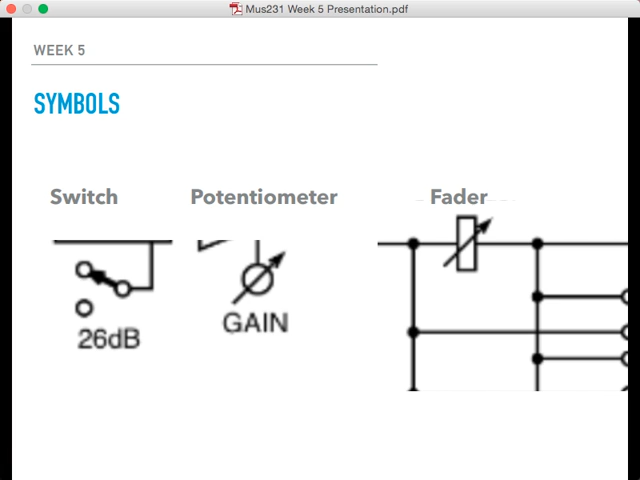 Mus231 Week 5 Presentation.pdf
WEEK 5
SYMBOLS
Switch Potentiometer Fader
26dB GAIN